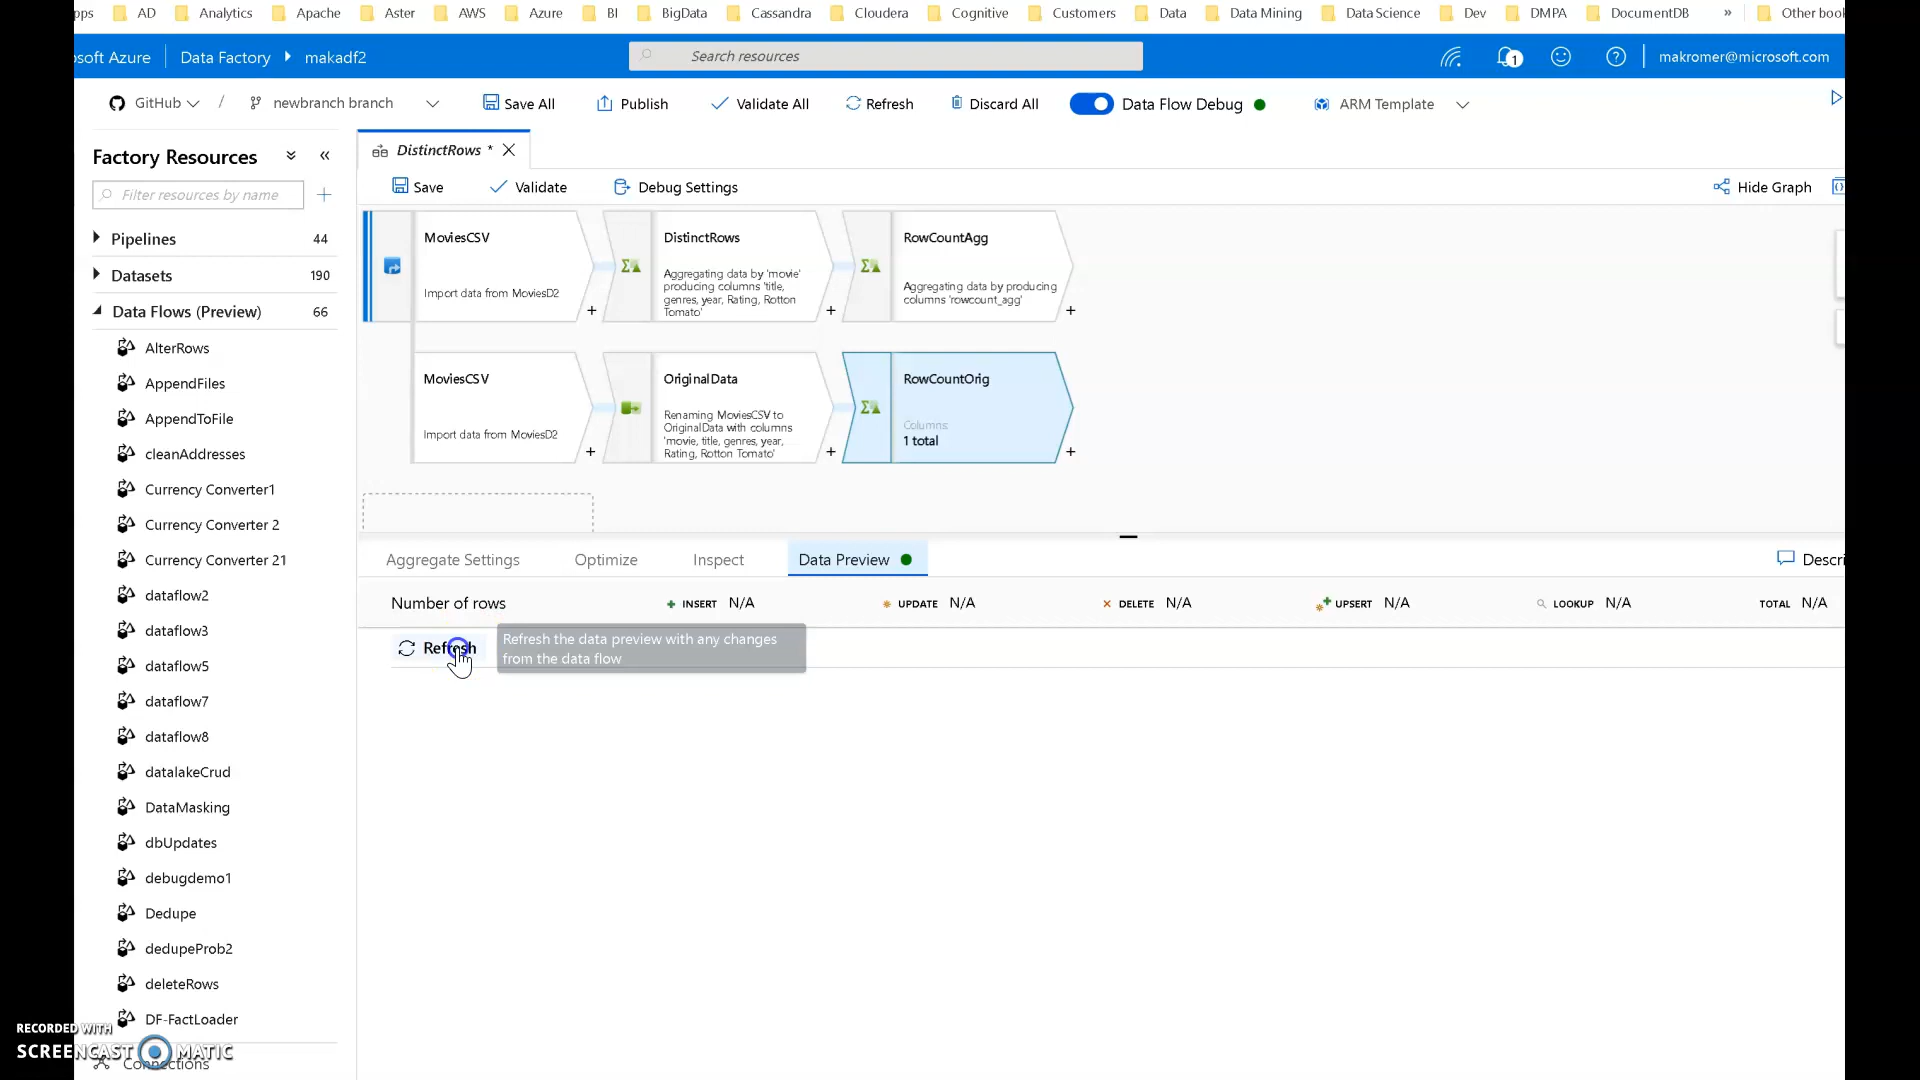 pps AD Analytics Apache Aster AWS Azure BI BigData Cassandra Cloudera Cognitive Customers Data Data Mining Data Science Dev DMPA DocumentDB » Other book
osoft Azure Data Factory makadf2 Search resources 1 makromer@microsoft.com
GitHub / newbranch branch Save All Publish Validate All Refresh Discard All Data Flow Debug ARM Template
Factory Resources
Filter resources by name
Pipelines 44
Datasets 190
Data Flows (Preview) 66
AlterRows
AppendFiles
AppendToFile
cleanAddresses
Currency Converter1
Currency Converter 2
Currency Converter 21
dataflow2
dataflow3
dataflow5
dataflow7
dataflow8
datalakeCrud
DataMasking
dbUpdates
debugdemo1
Dedupe
dedupeProb2
deleteRows
DF-FactLoader
Connections
DistinctRows *
Save Validate Debug Settings Hide Graph
MoviesCSV
Import data from MoviesD2
DistinctRows
Aggregating data by 'movie'
producing columns 'title,
genres, year, Rating, Rotton
Tomato'
RowCountAgg
Aggregating data by producing
columns 'rowcount_agg'
MoviesCSV
Import data from MoviesD2
OriginalData
Renaming MoviesCSV to
OriginalData with columns
'movie, title, genres, year,
Rating, Rotton Tomato'
RowCountOrig
Columns:
1 total
Aggregate Settings Optimize Inspect Data Preview Descri
Number of rows INSERT N/A UPDATE N/A DELETE N/A UPSERT N/A LOOKUP N/A TOTAL N/A
Refresh
Refresh the data preview with any changes
from the data flow
RECORDED WITH
SCREENCAST MATIC